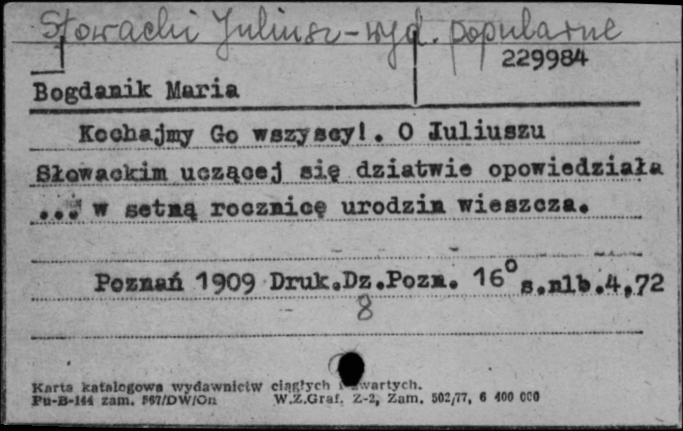 Słowacki Juliusz - wyd. popularne
229984
Bogdanik Maria
Kochajmy Go wszyscy!. O Juliuszu
Słowackim uczącej się dziatwie opowiedziała
... w setną rocznicę urodzin wieszcza.
Poznań 1909 Druk.Dz.Pozn. 16° s.nlb.4,72
8
Karta katalogowa wydawnictw ciągłych i zwartych.
Pu-B-144 zam. 567/DW/Gn W.Z.Graf. Z-2, Zam. 502/77, 6 400 000